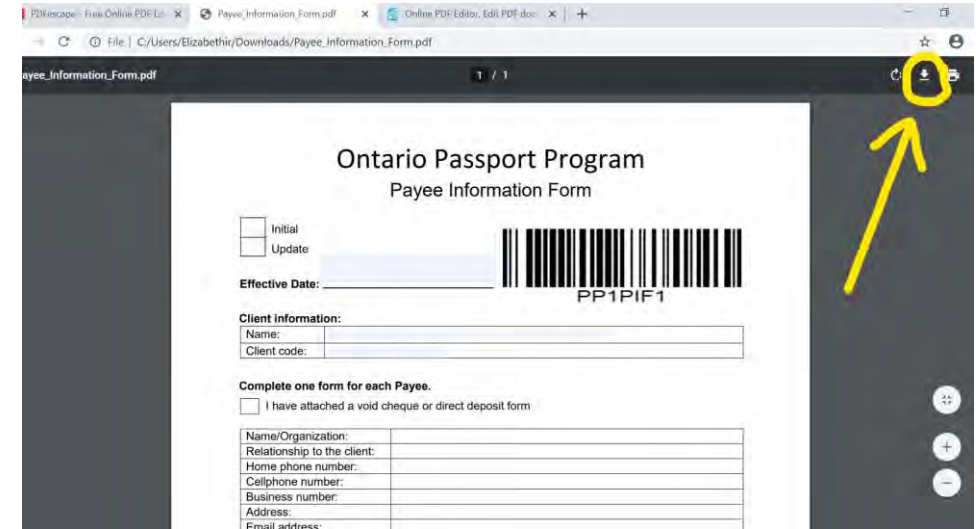 PDFescape - Free Online PDF Ed
Payee_Information_Form.pdf
Online PDF Editor, Edit PDF doc
File | C:/Users/Elizabethir/Downloads/Payee_Information_Form.pdf
ayee_Information_Form.pdf
1 / 1
Ontario Passport Program
Payee Information Form
Initial
Update
Effective Date:
PP1PIF1
Client information:
Name:
Client code:
Complete one form for each Payee.
I have attached a void cheque or direct deposit form
Name/Organization:
Relationship to the client:
Home phone number:
Cellphone number:
Business number:
Address:
Email address: